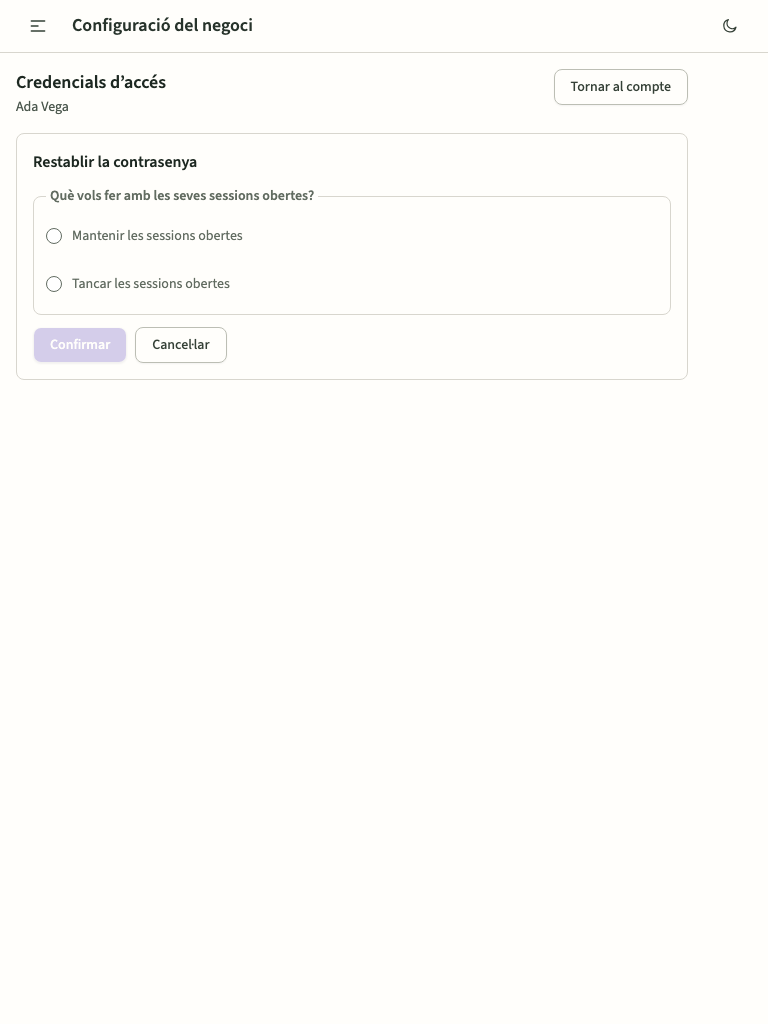 Configuració del negoci
Credencials d’accés
Tornar al compte
Ada Vega
Restablir la contrasenya
Què vols fer amb les seves sessions obertes?
Mantenir les sessions obertes
Tancar les sessions obertes
Confirmar
Cancel·lar